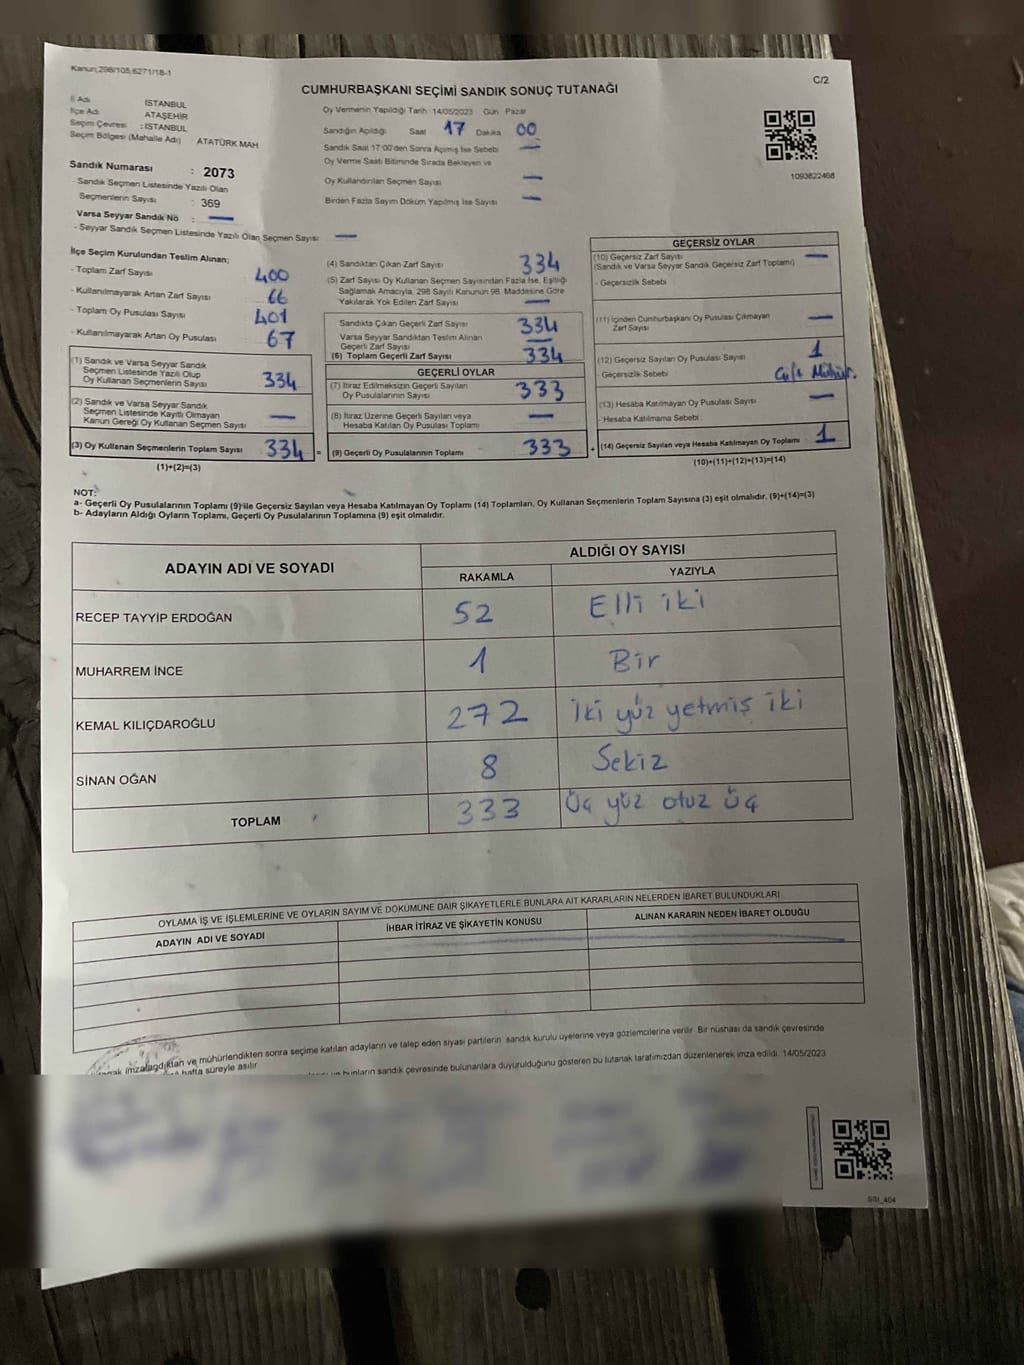 Kanun;298/105,6271/18-1
C/2
CUMHURBAŞKANI SEÇİMİ SANDIK SONUÇ TUTANAĞI
İl Adı İSTANBUL
İlçe Adı ATAŞEHİR
Seçim Çevresi : İSTANBUL
Seçim Bölgesi (Mahalle Adı) ATATÜRK MAH
Sandık Numarası : 2073
- Sandık Seçmen Listesinde Yazılı Olan
Seçmenlerin Sayısı : 369
Varsa Seyyar Sandık No : —
- Seyyar Sandık Seçmen Listesinde Yazılı Olan Seçmen Sayısı: —
Oy Vermenin Yapıldığı Tarih :14/05/2023 Gün Pazar
Sandığın Açıldığı Saat 17 Dakika 00
Sandık Saat 17:00'den Sonra Açılmış İse Sebebi —
Oy Verme Saati Bitiminde Sırada Bekleyen ve
Oy Kullandırılan Seçmen Sayısı —
Birden Fazla Sayım Döküm Yapılmış İse Sayısı —
1093822468
İlçe Seçim Kurulundan Teslim Alınan;
- Toplam Zarf Sayısı 400
- Kullanılmayarak Artan Zarf Sayısı 66
- Toplam Oy Pusulası Sayısı 401
- Kullanılmayarak Artan Oy Pusulası 67
(1) Sandık ve Varsa Seyyar Sandık
Seçmen Listesinde Yazılı Olup
Oy Kullanan Seçmenlerin Sayısı 334
(2) Sandık ve Varsa Seyyar Sandık
Seçmen Listesinde Kayıtlı Olmayan
Kanun Gereği Oy Kullanan Seçmen Sayısı —
(3) Oy Kullanan Seçmenlerin Toplam Sayısı 334 =
(1)+(2)=(3)
(4) Sandıktan Çıkan Zarf Sayısı 334
(5) Zarf Sayısı Oy Kullanan Seçmen Sayısından Fazla İse, Eşitliği
Sağlamak Amacıyla, 298 Sayılı Kanunun 98. Maddesine Göre
Yakılarak Yok Edilen Zarf Sayısı —
Sandıkta Çıkan Geçerli Zarf Sayısı 334
Varsa Seyyar Sandıktan Teslim Alınan
Geçerli Zarf Sayısı —
(6) Toplam Geçerli Zarf Sayısı 334
GEÇERLİ OYLAR
(7) İtiraz Edilmeksizin Geçerli Sayılan
Oy Pusulalarının Sayısı 333
(8) İtiraz Üzerine Geçerli Sayılan veya
Hesaba Katılan Oy Pusulası Toplamı —
(9) Geçerli Oy Pusulalarının Toplamı 333 +
GEÇERSİZ OYLAR
(10) Geçersiz Zarf Sayısı —
(Sandık ve Varsa Seyyar Sandık Geçersiz Zarf Toplamı)
- Geçersizlik Sebebi
(11) İçinden Cumhurbaşkanı Oy Pusulası Çıkmayan
Zarf Sayısı —
(12) Geçersiz Sayılan Oy Pusulası Sayısı 1
- Geçersizlik Sebebi Çift Mühür.
(13) Hesaba Katılmayan Oy Pusulası Sayısı —
- Hesaba Katılmama Sebebi
(14) Geçersiz Sayılan veya Hesaba Katılmayan Oy Toplamı 1
(10)+(11)+(12)+(13)=(14)
NOT:
a- Geçerli Oy Pusulalarının Toplamı (9)'ile Geçersiz Sayılan veya Hesaba Katılmayan Oy Toplamı (14) Toplamları, Oy Kullanan Seçmenlerin Toplam Sayısına (3) eşit olmalıdır. (9)+(14)=(3)
b- Adayların Aldığı Oyların Toplamı, Geçerli Oy Pusulalarının Toplamına (9) eşit olmalıdır.
ADAYIN ADI VE SOYADI
ALDIĞI OY SAYISI
RAKAMLA YAZIYLA
RECEP TAYYİP ERDOĞAN 52 Elli iki
MUHARREM İNCE 1 Bir
KEMAL KILIÇDAROĞLU 272 İki yüz yetmiş iki
SİNAN OĞAN 8 Sekiz
TOPLAM 333 Üç yüz otuz üç
OYLAMA İŞ VE İŞLEMLERİNE VE OYLARIN SAYIM VE DÖKÜMÜNE DAİR ŞİKAYETLERLE BUNLARA AİT KARARLARIN NELERDEN İBARET BULUNDUKLARI
ADAYIN ADI VE SOYADI İHBAR İTİRAZ VE ŞİKAYETİN KONUSU ALINAN KARARIN NEDEN İBARET OLDUĞU
imzalagdıktan ve mühürlendikten sonra seçime katılan adayların ve talep eden siyasi partilerin sandık kurulu üyelerine veya gözlemcilerine verilir. Bir nüshası da sandık çevresinde
hafta süreyle asılır
bunların sandık çevresinde bulunanlara duyurulduğunu gösteren bu tutanak tarafımızdan düzenlenerek imza edildi. 14/05/2023
SSI_404